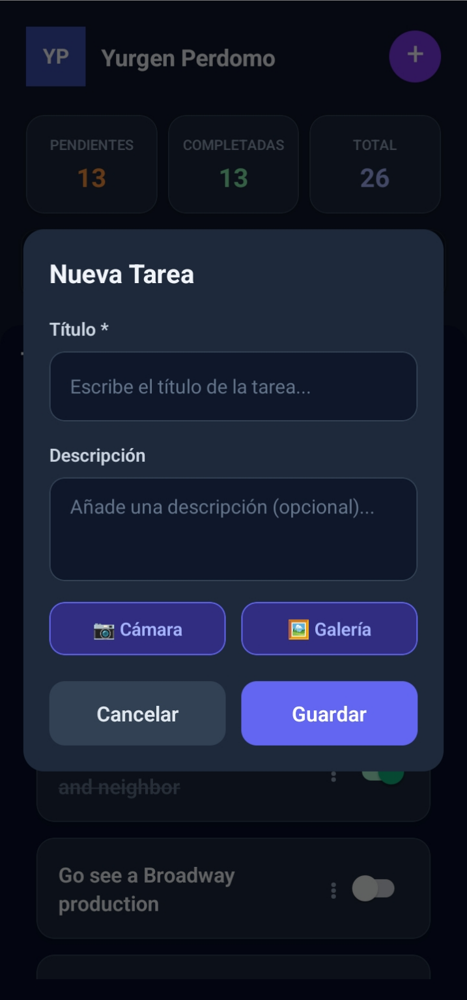 YP
Yurgen Perdomo
+
PENDIENTES
COMPLETADAS
TOTAL
13
13
26
Nueva Tarea
Título *
Escribe el título de la tarea...
Descripción
Añade una descripción (opcional)...
📷 Cámara
🖼️ Galería
Cancelar
Guardar
and neighbor
Go see a Broadway
production